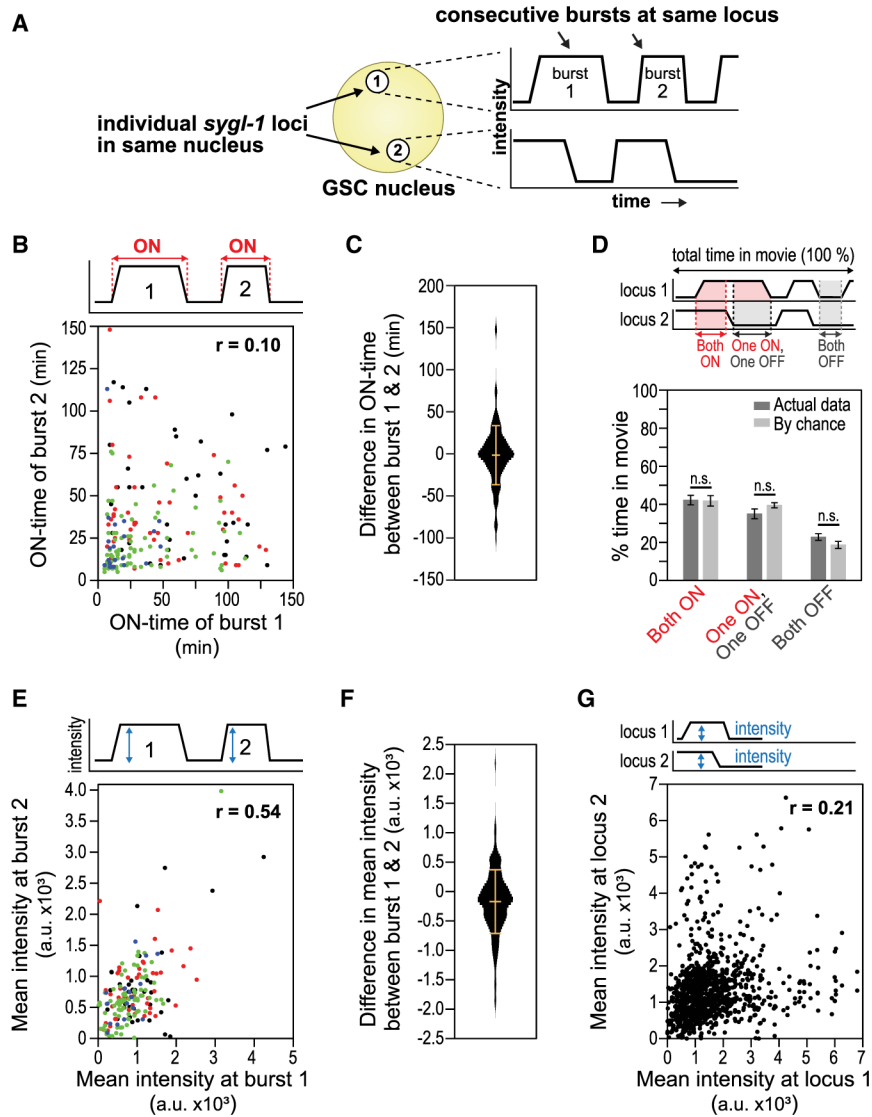 A
consecutive bursts at same locus
individual sygl-1 loci
in same nucleus
1
2
GSC nucleus
intensity
burst
1
burst
2
time →
B
ON
ON
1
2
ON-time of burst 2 (min)
150
125
100
75
50
25
0
r = 0.10
0
50
100
150
ON-time of burst 1
(min)
C
Difference in ON-time
between burst 1 & 2 (min)
200
150
100
50
0
-50
-100
-150
D
total time in movie (100 %)
locus 1
locus 2
Both
ON
One ON,
One OFF
Both
OFF
% time in movie
100
80
60
40
20
0
Actual data
By chance
n.s.
n.s.
n.s.
Both ON
One ON,
One OFF
Both OFF
E
intensity
1
2
Mean intensity at burst 2
(a.u. x10³)
4.0
3.5
3.0
2.5
2.0
1.5
1.0
0.5
0
r = 0.54
0
1
2
3
4
5
Mean intensity at burst 1
(a.u. x10³)
F
Difference in mean intensity
between burst 1 & 2 (a.u. x10³)
2.5
2.0
1.5
1.0
0.5
0
-0.5
-1.0
-1.5
-2.0
-2.5
G
locus 1
intensity
locus 2
intensity
Mean intensity at locus 2
(a.u. x10³)
7
6
5
4
3
2
1
0
r = 0.21
0
1
2
3
4
5
6
7
Mean intensity at locus 1
(a.u. x10³)